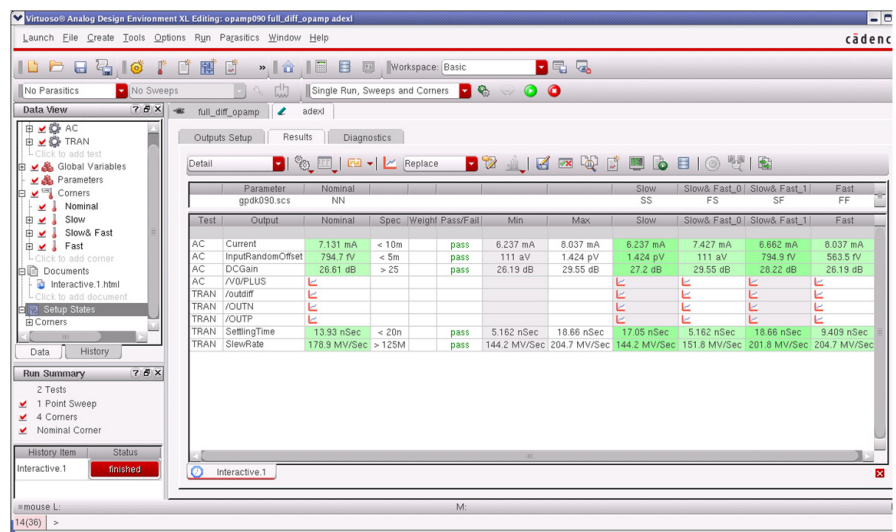 Virtuoso® Analog Design Environment XL Editing: opamp090 full_diff_opamp adexl
Launch File Create Tools Options Run Parasitics Window Help
cādenc
» Workspace: Basic
No Parasitics No Sweeps Single Run, Sweeps and Corners
Data View
full_diff_opamp adexl
AC
TRAN
Click to add test
Global Variables
Parameters
Corners
Nominal
Slow
Slow& Fast
Fast
Click to add corner
Documents
Interactive.1.html
Click to add document
Setup States
Corners
Data History
Run Summary
2 Tests
1 Point Sweep
4 Corners
Nominal Corner
History Item Status
Interactive.1 finished
Outputs Setup Results Diagnostics
Detail Replace
Parameter Nominal Slow Slow& Fast_0 Slow& Fast_1 Fast
gpdk090.scs NN SS FS SF FF
Test Output Nominal Spec Weight Pass/Fail Min Max Slow Slow& Fast_0 Slow& Fast_1 Fast
AC Current 7.131 mA < 10m pass 6.237 mA 8.037 mA 6.237 mA 7.427 mA 6.662 mA 8.037 mA
AC InputRandomOffset 794.7 fV < 5m pass 111 aV 1.424 pV 1.424 pV 111 aV 794.9 fV 563.5 fV
AC DCGain 26.61 dB > 25 pass 26.19 dB 29.55 dB 27.2 dB 29.55 dB 28.22 dB 26.19 dB
AC /V0/PLUS
TRAN /outdiff
TRAN /OUTN
TRAN /OUTP
TRAN SettlingTime 13.93 nSec < 20n pass 5.162 nSec 18.66 nSec 17.05 nSec 5.162 nSec 18.66 nSec 9.409 nSec
TRAN SlewRate 178.9 MV/Sec > 125M pass 144.2 MV/Sec 204.7 MV/Sec 144.2 MV/Sec 151.8 MV/Sec 201.8 MV/Sec 204.7 MV/Sec
Interactive.1
mouse L: M:
14(36) >